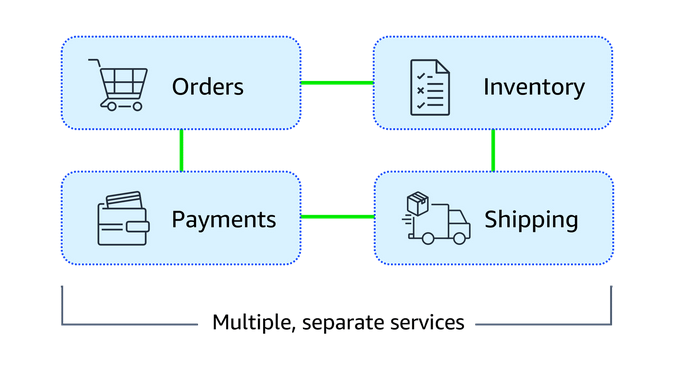 Orders
Inventory
Payments
Shipping
Multiple, separate services